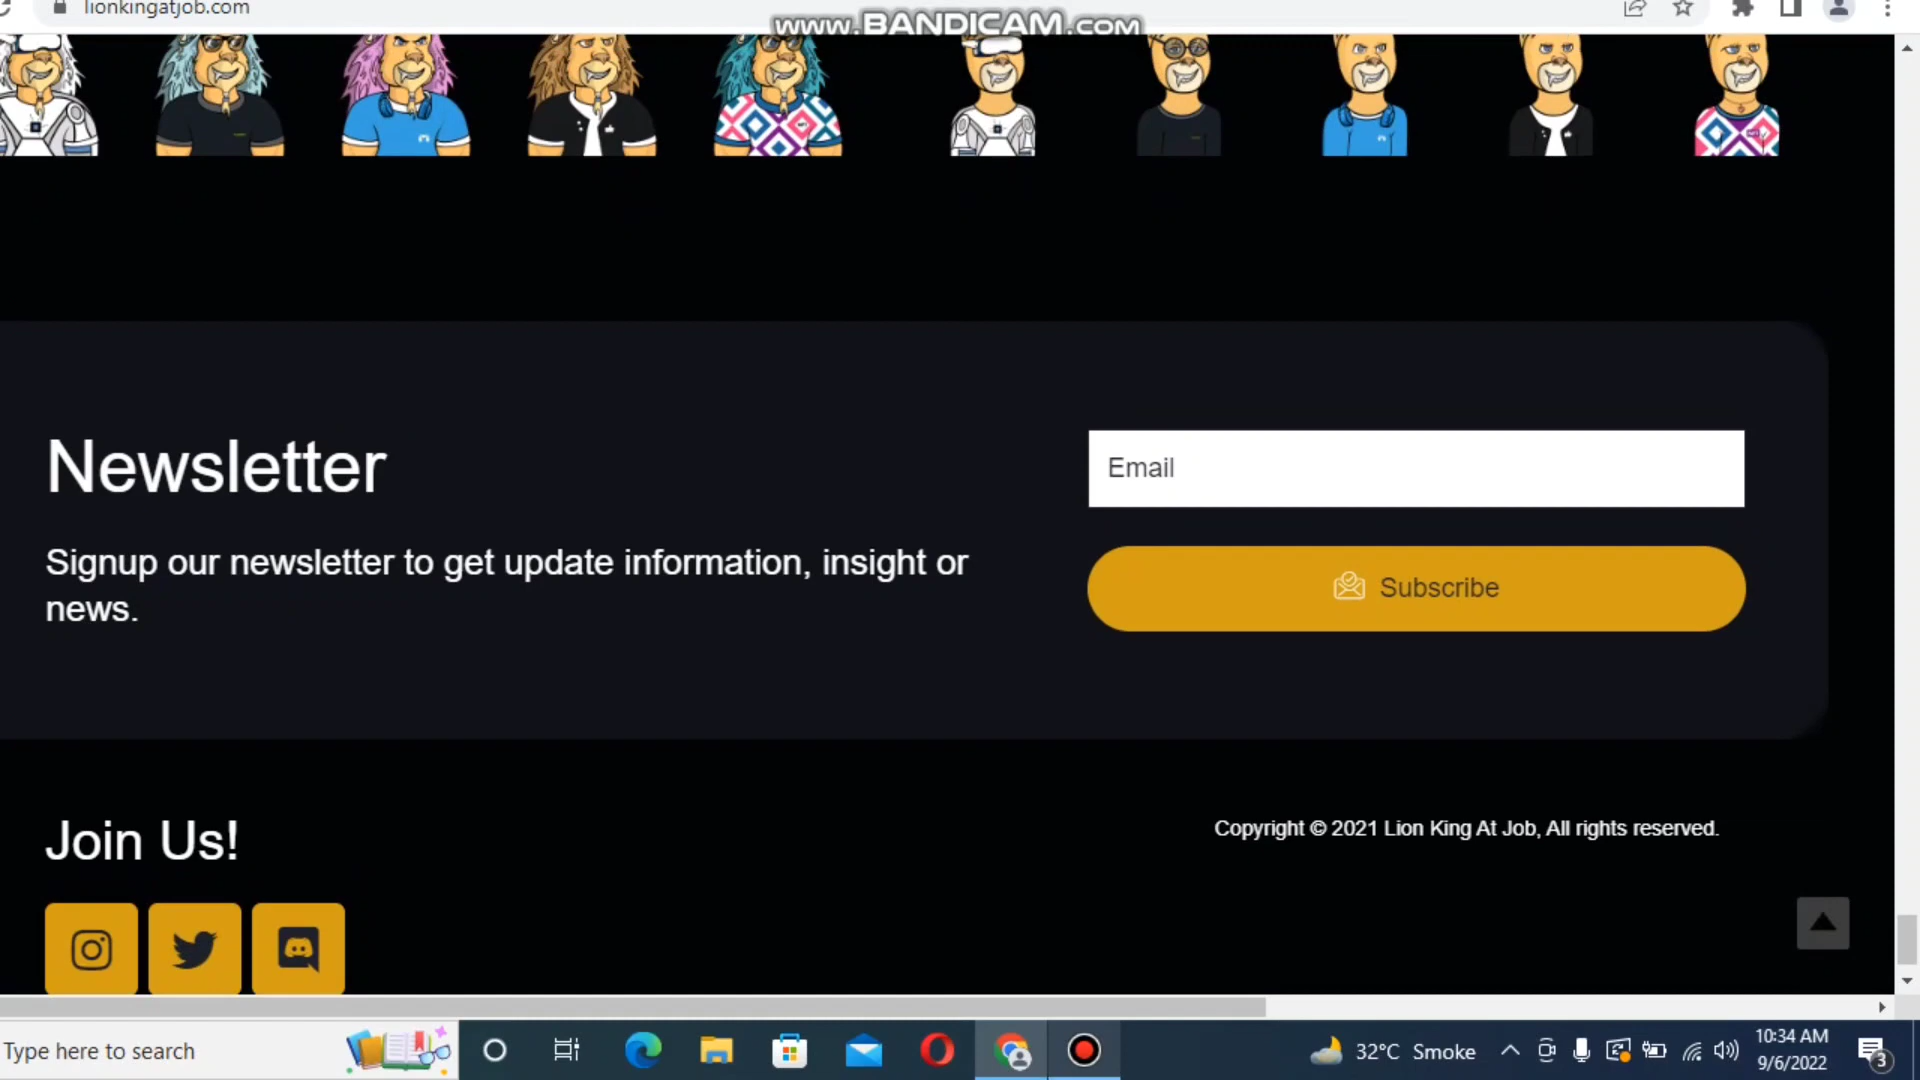 lionkingatjob.com
www.BANDICAM.com
Newsletter
Email
Signup our newsletter to get update information, insight or
news.
Subscribe
Join Us!
Copyright © 2021 Lion King At Job, All rights reserved.
Type here to search
32°C Smoke
10:34 AM
9/6/2022
3